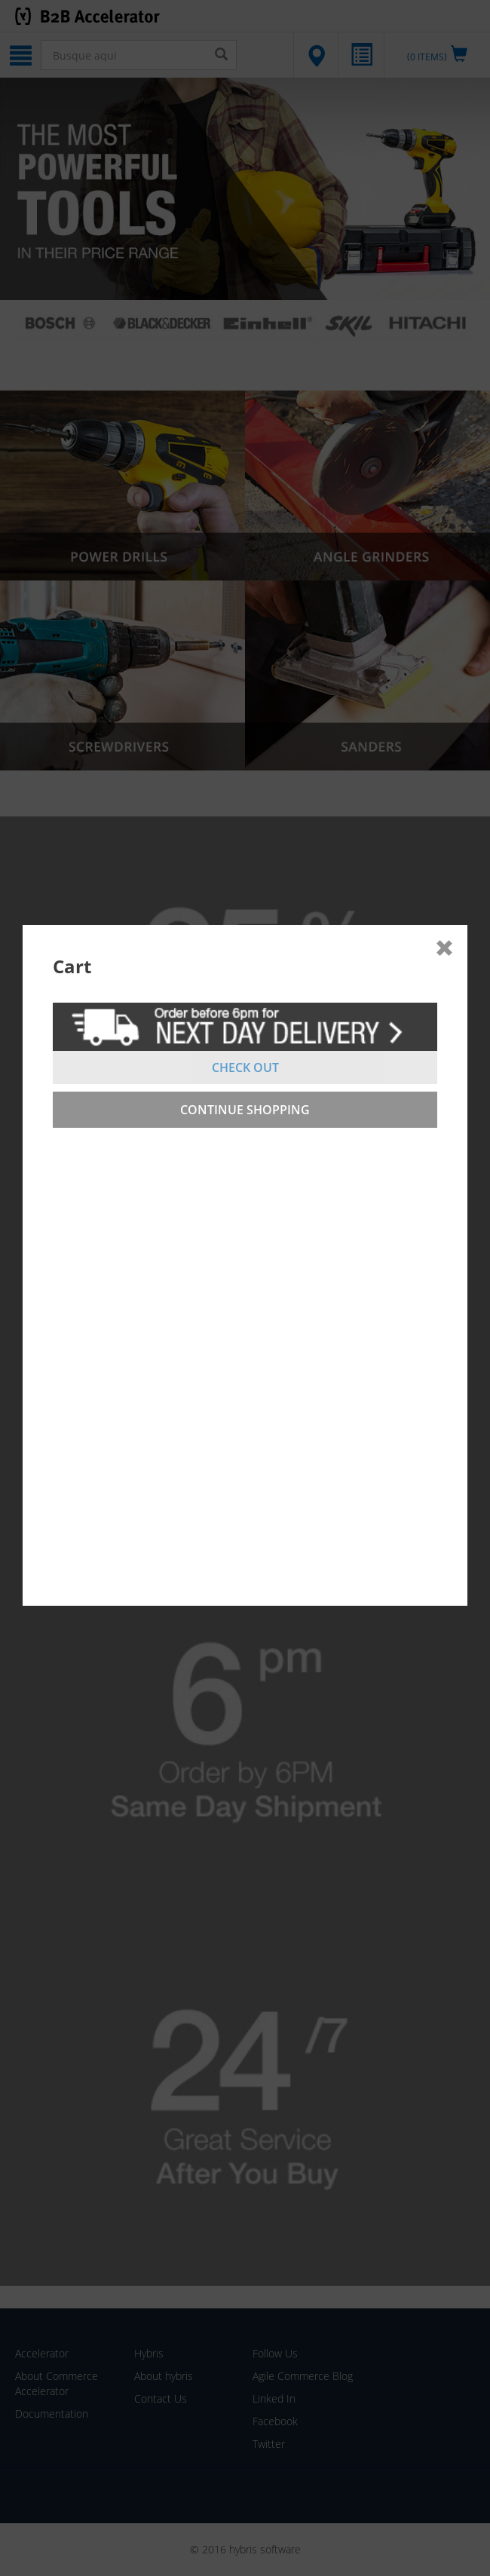 B2B Accelerator
Busque aqui
(0 ITEMS)
THE MOST
POWERFUL
TOOLS
IN THEIR PRICE RANGE
BOSCH BLACK&DECKER Einhell SKIL HITACHI
POWER DRILLS
ANGLE GRINDERS
SCREWDRIVERS
SANDERS
Cart
Order before 6pm for
NEXT DAY DELIVERY
CHECK OUT
CONTINUE SHOPPING
6 pm
Order by 6PM
Same Day Shipment
24/7
Great Service
After You Buy
Accelerator
About Commerce
Accelerator
Documentation
Hybris
About hybris
Contact Us
Follow Us
Agile Commerce Blog
Linked In
Facebook
Twitter
© 2016 hybris software